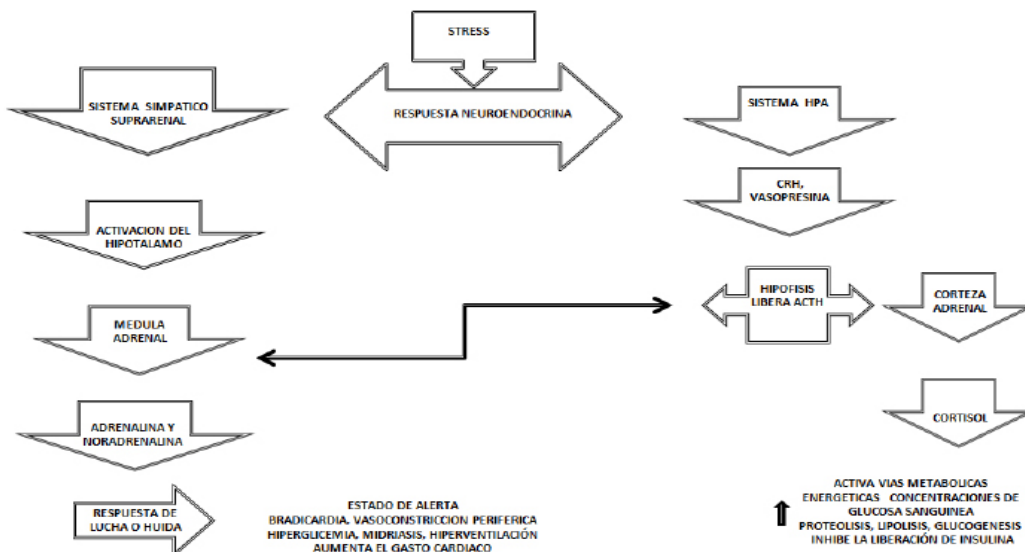 STRESS
RESPUESTA NEUROENDOCRINA
SISTEMA SIMPATICO
SUPRARENAL
ACTIVACION DEL
HIPOTALAMO
MEDULA
ADRENAL
ADRENALINA Y
NORADRENALINA
RESPUESTA DE
LUCHA O HUIDA
ESTADO DE ALERTA
BRADICARDIA, VASOCONSTRICCION PERIFERICA
HIPERGLICEMIA, MIDRIASIS, HIPERVENTILACIÓN
AUMENTA EL GASTO CARDIACO
SISTEMA HPA
CRH,
VASOPRESINA
HIPOFISIS
LIBERA ACTH
CORTEZA
ADRENAL
CORTISOL
ACTIVA VIAS METABOLICAS
ENERGETICAS CONCENTRACIONES DE
GLUCOSA SANGUINEA
PROTEOLISIS, LIPOLISIS, GLUCOGENESIS
INHIBE LA LIBERACIÓN DE INSULINA